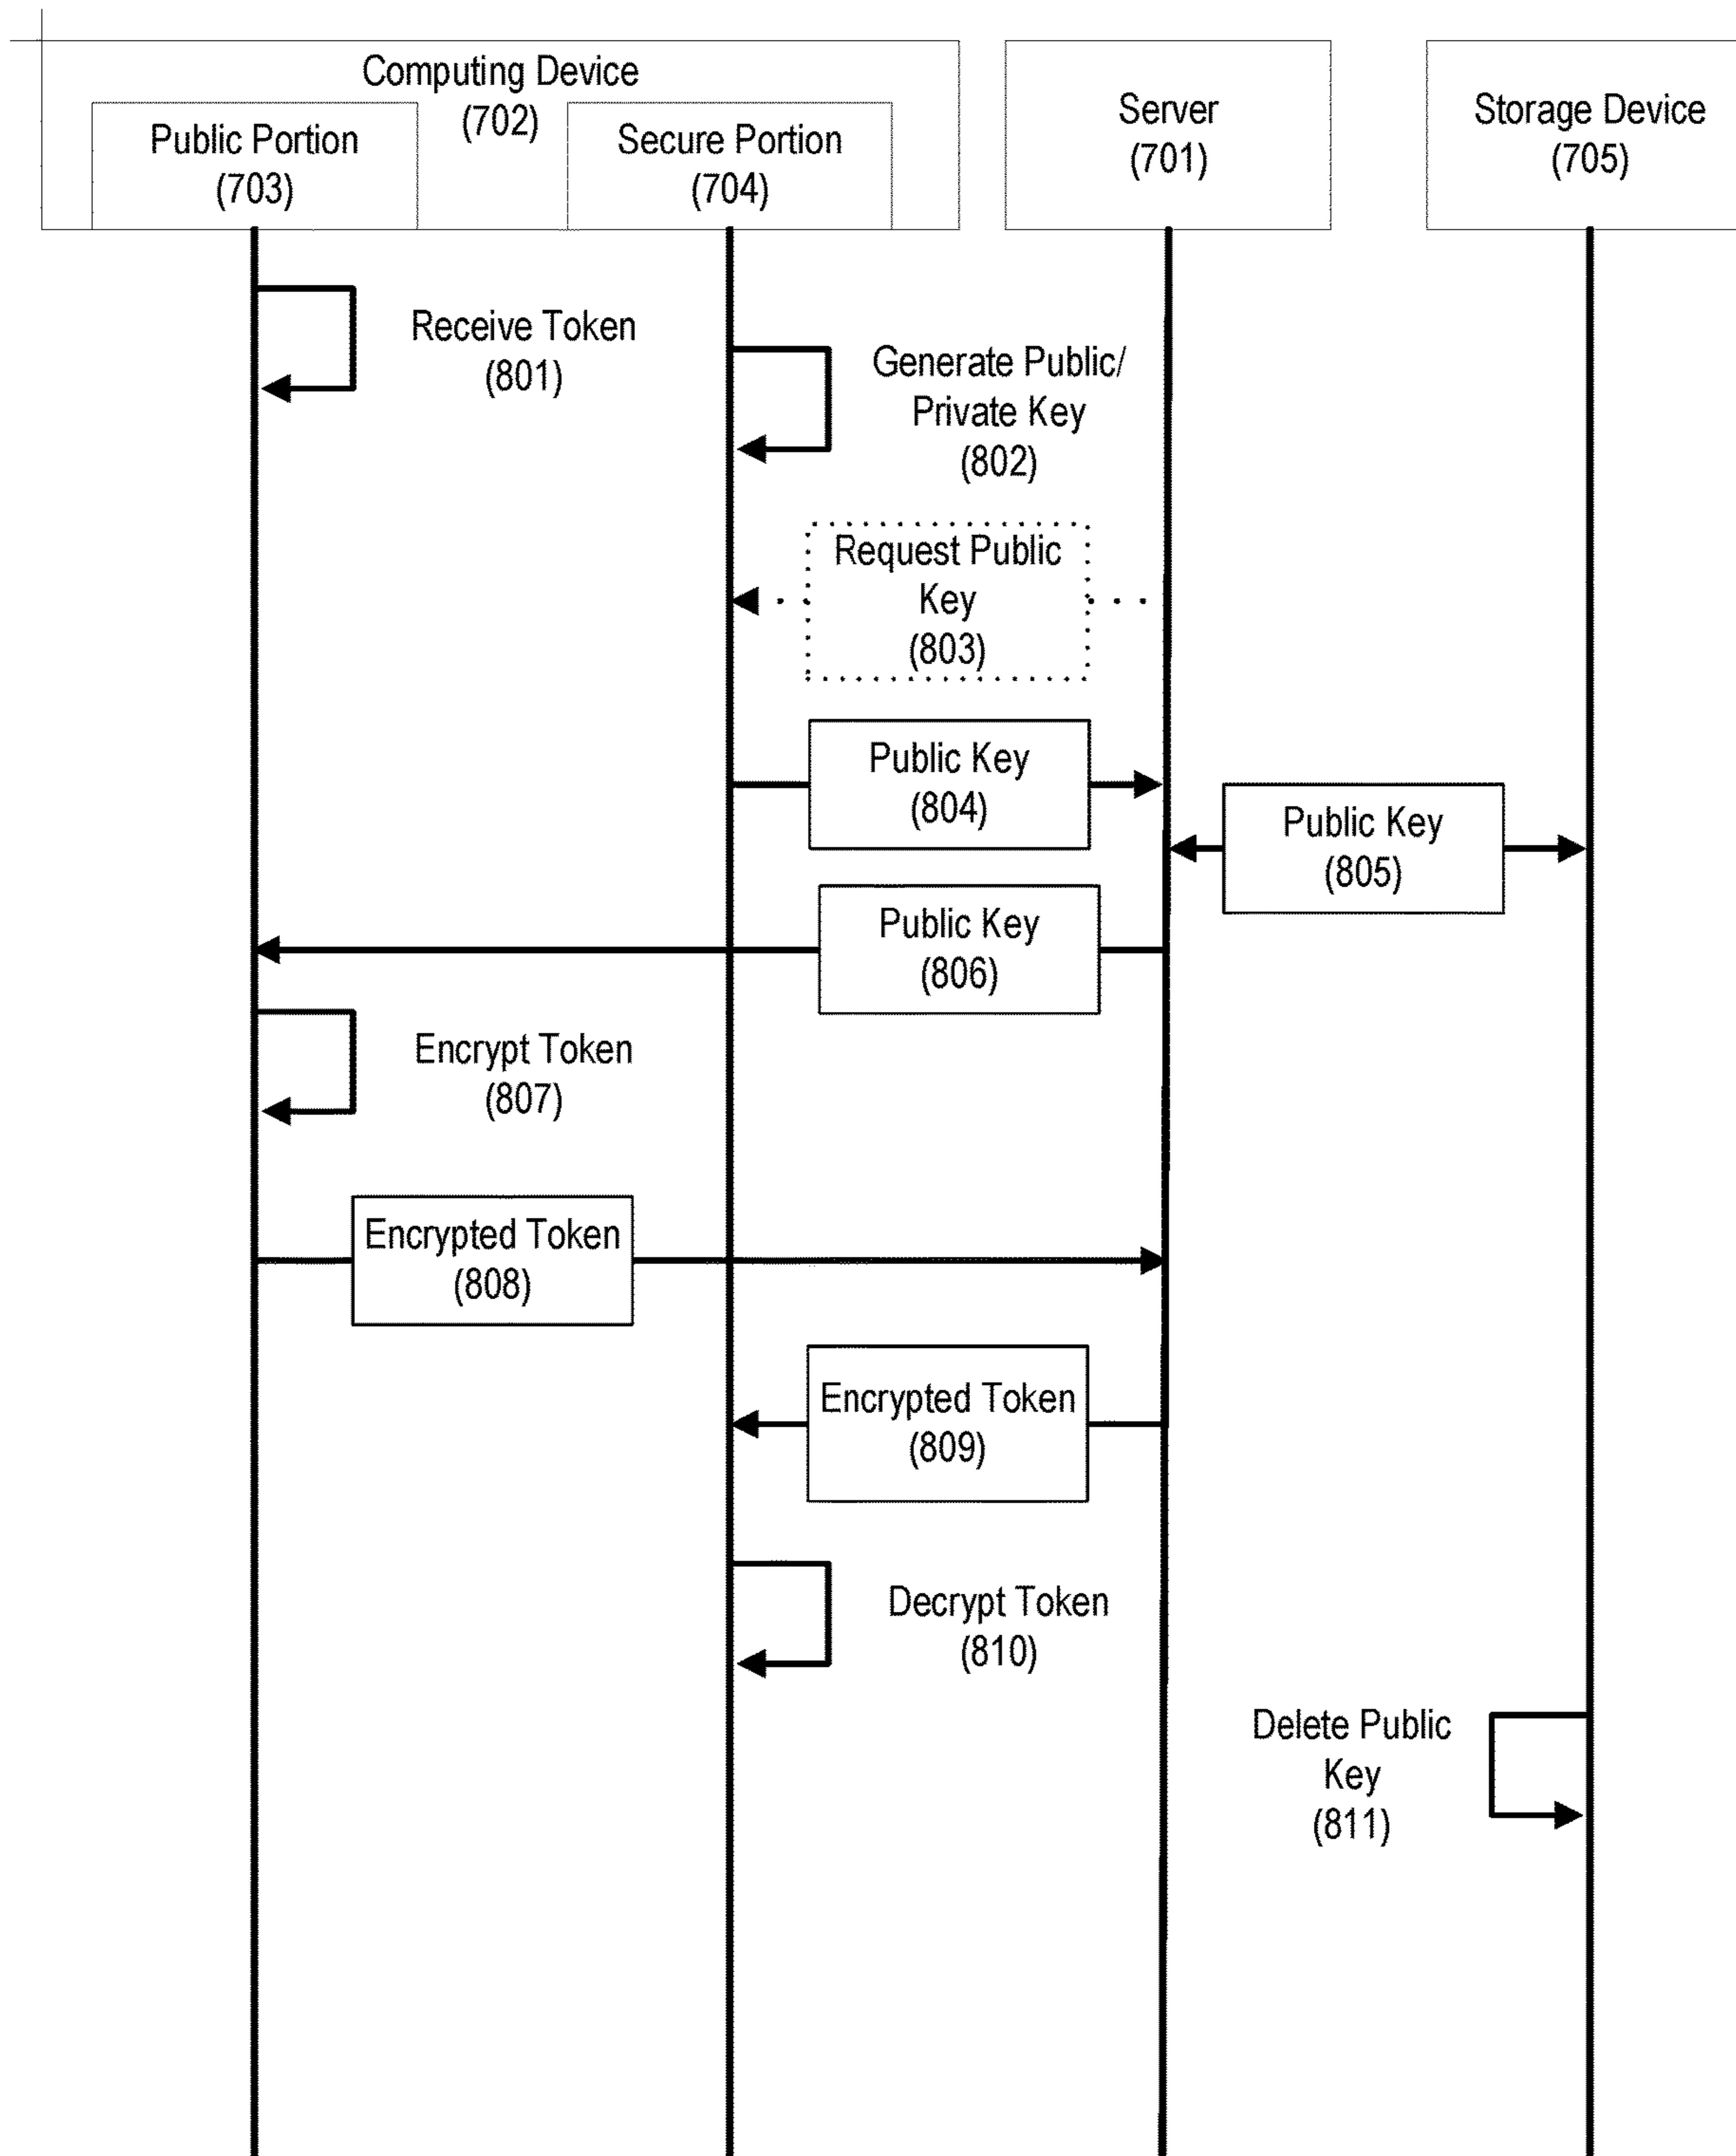 Computing Device
(702)
Public Portion
(703)
Secure Portion
(704)
Server
(701)
Storage Device
(705)
Receive Token
(801)
Generate Public/
Private Key
(802)
Request Public
Key
(803)
Public Key
(804)
Public Key
(805)
Public Key
(806)
Encrypt Token
(807)
Encrypted Token
(808)
Encrypted Token
(809)
Decrypt Token
(810)
Delete Public
Key
(811)